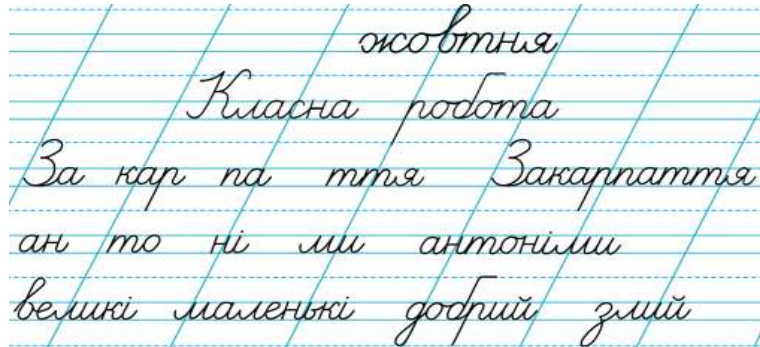 жовтня
Класна робота
За кар па ття Закарпаття
ан то ні ми антоніми
великі маленькі добрий злий